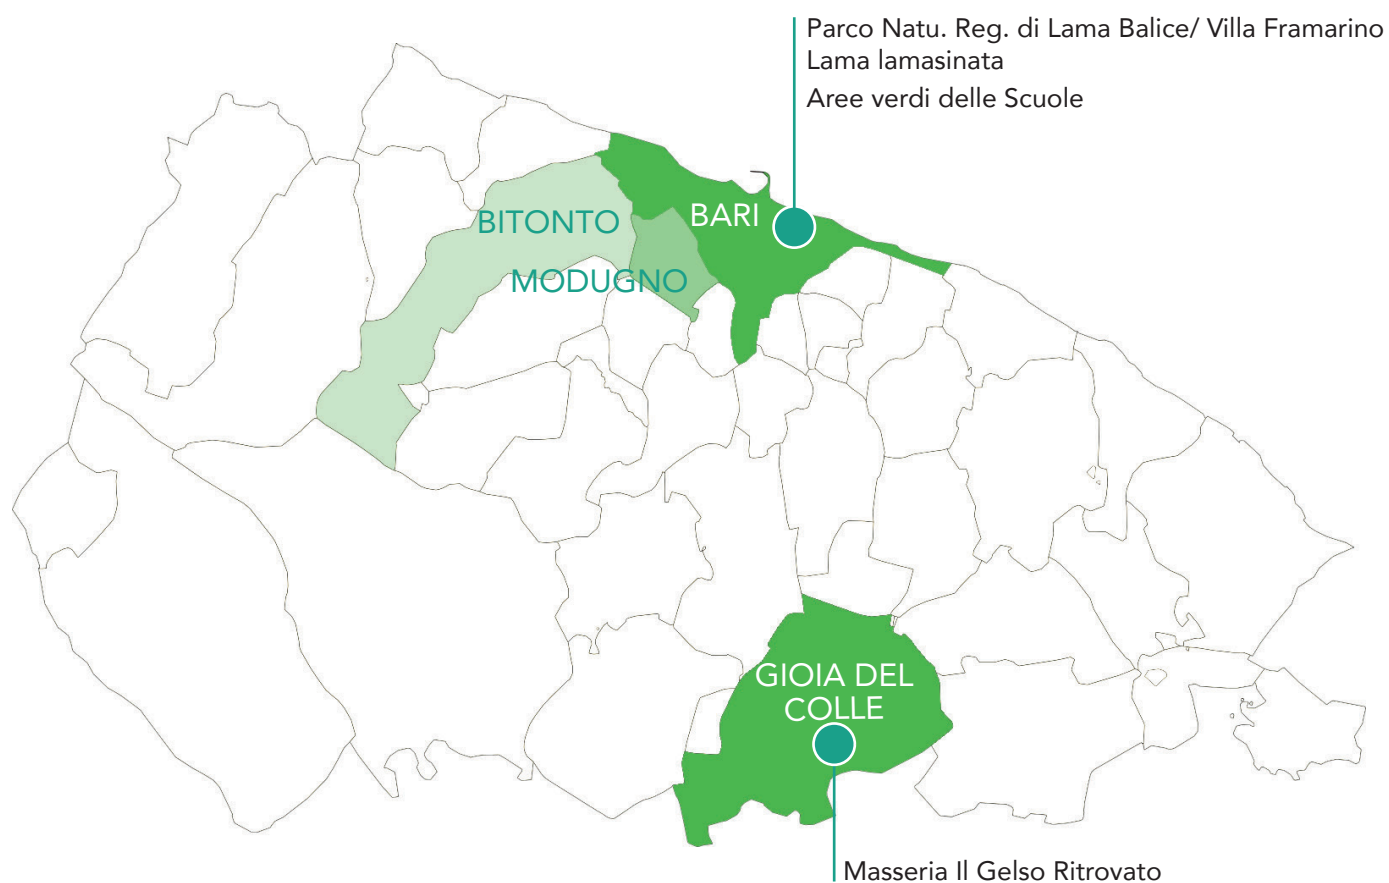 Parco Natu. Reg. di Lama Balice/ Villa Framarino
Lama lamasinata
Aree verdi delle Scuole
BARI
BITONTO
MODUGNO
GIOIA DEL
COLLE
Masseria Il Gelso Ritrovato